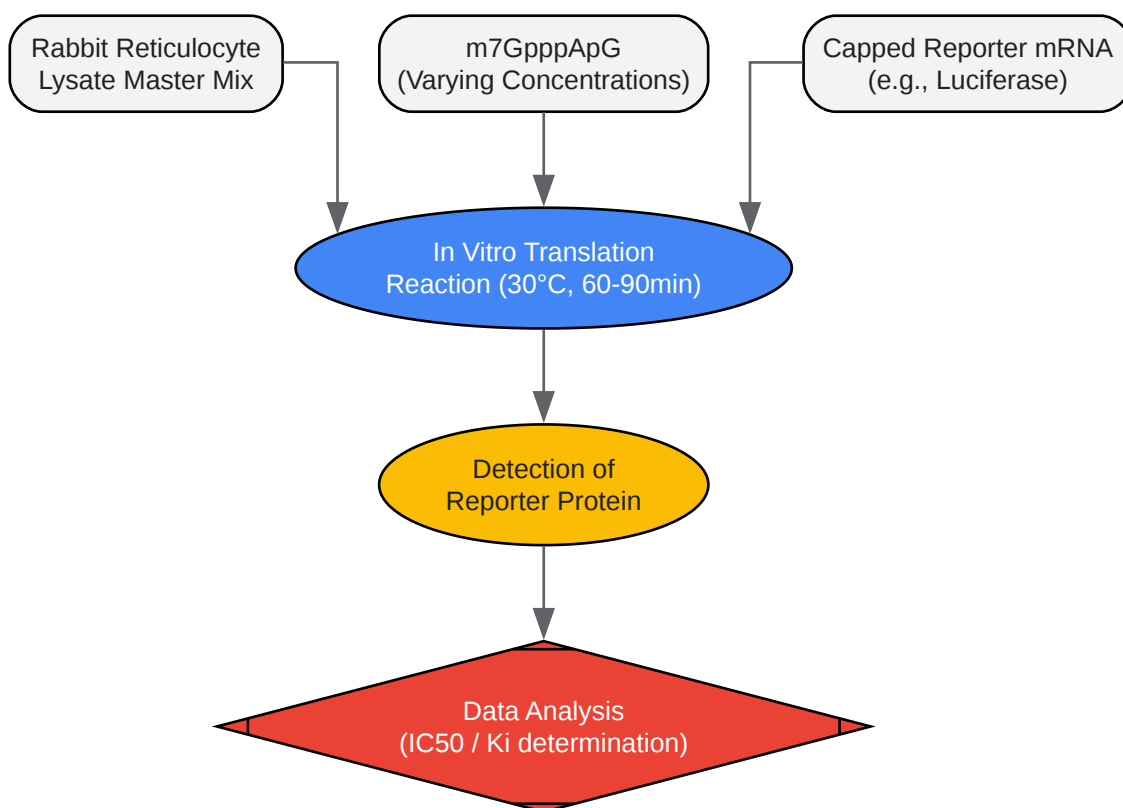 Rabbit Reticulocyte
Lysate Master Mix
m7GpppApG
(Varying Concentrations)
Capped Reporter mRNA
(e.g., Luciferase)
In Vitro Translation
Reaction (30°C, 60-90min)
Detection of
Reporter Protein
Data Analysis
(IC50 / Ki determination)